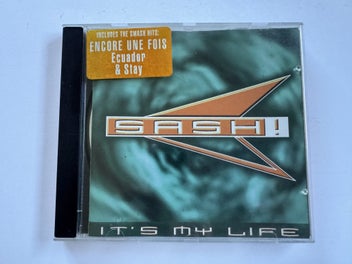 INCLUDES THE SMASH HITS:
ENCORE UNE FOIS
Ecuador
& Stay
SASH!
IT'S MY LIFE